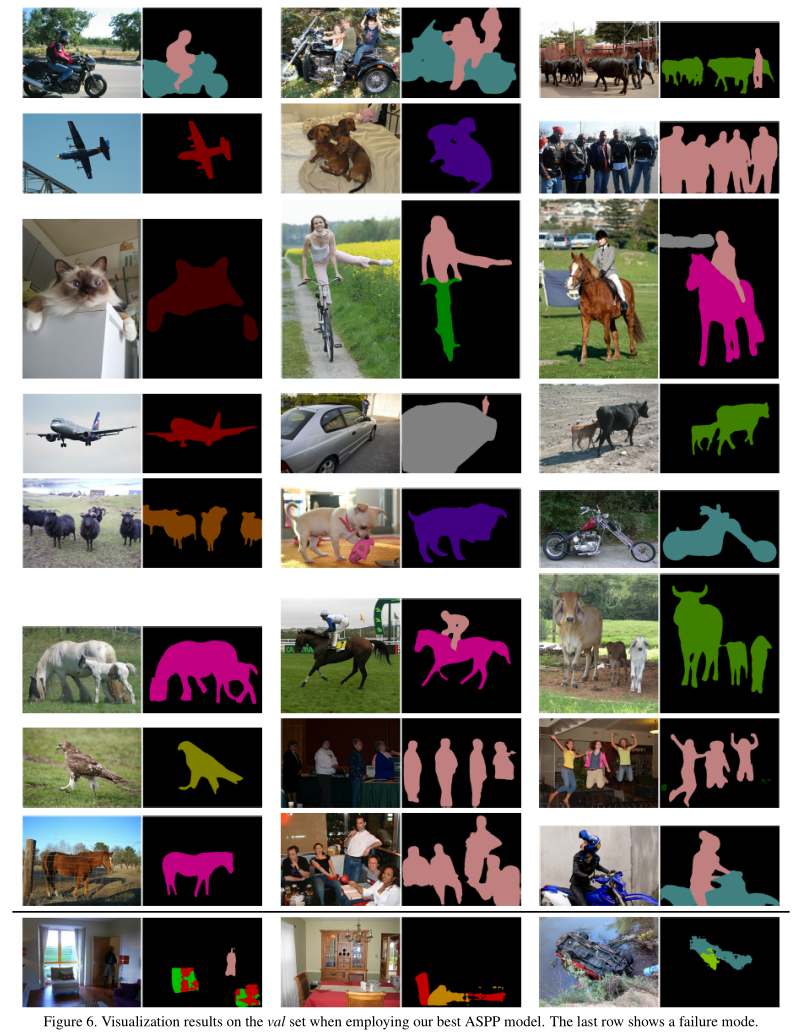 Figure 6. Visualization results on the val set when employing our best ASPP model. The last row shows a failure mode.